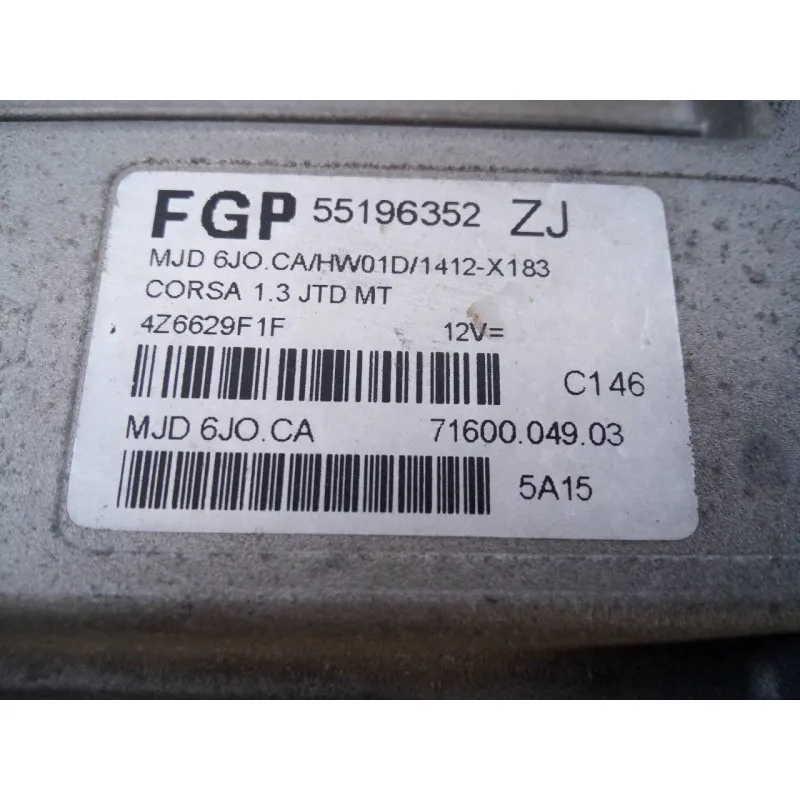 FGP 55196352 ZJ
MJD 6JO.CA/HW01D/1412-X183
CORSA 1.3 JTD MT
4Z6629F1F 12V=
C146
MJD 6JO.CA 71600.049.03
5A15